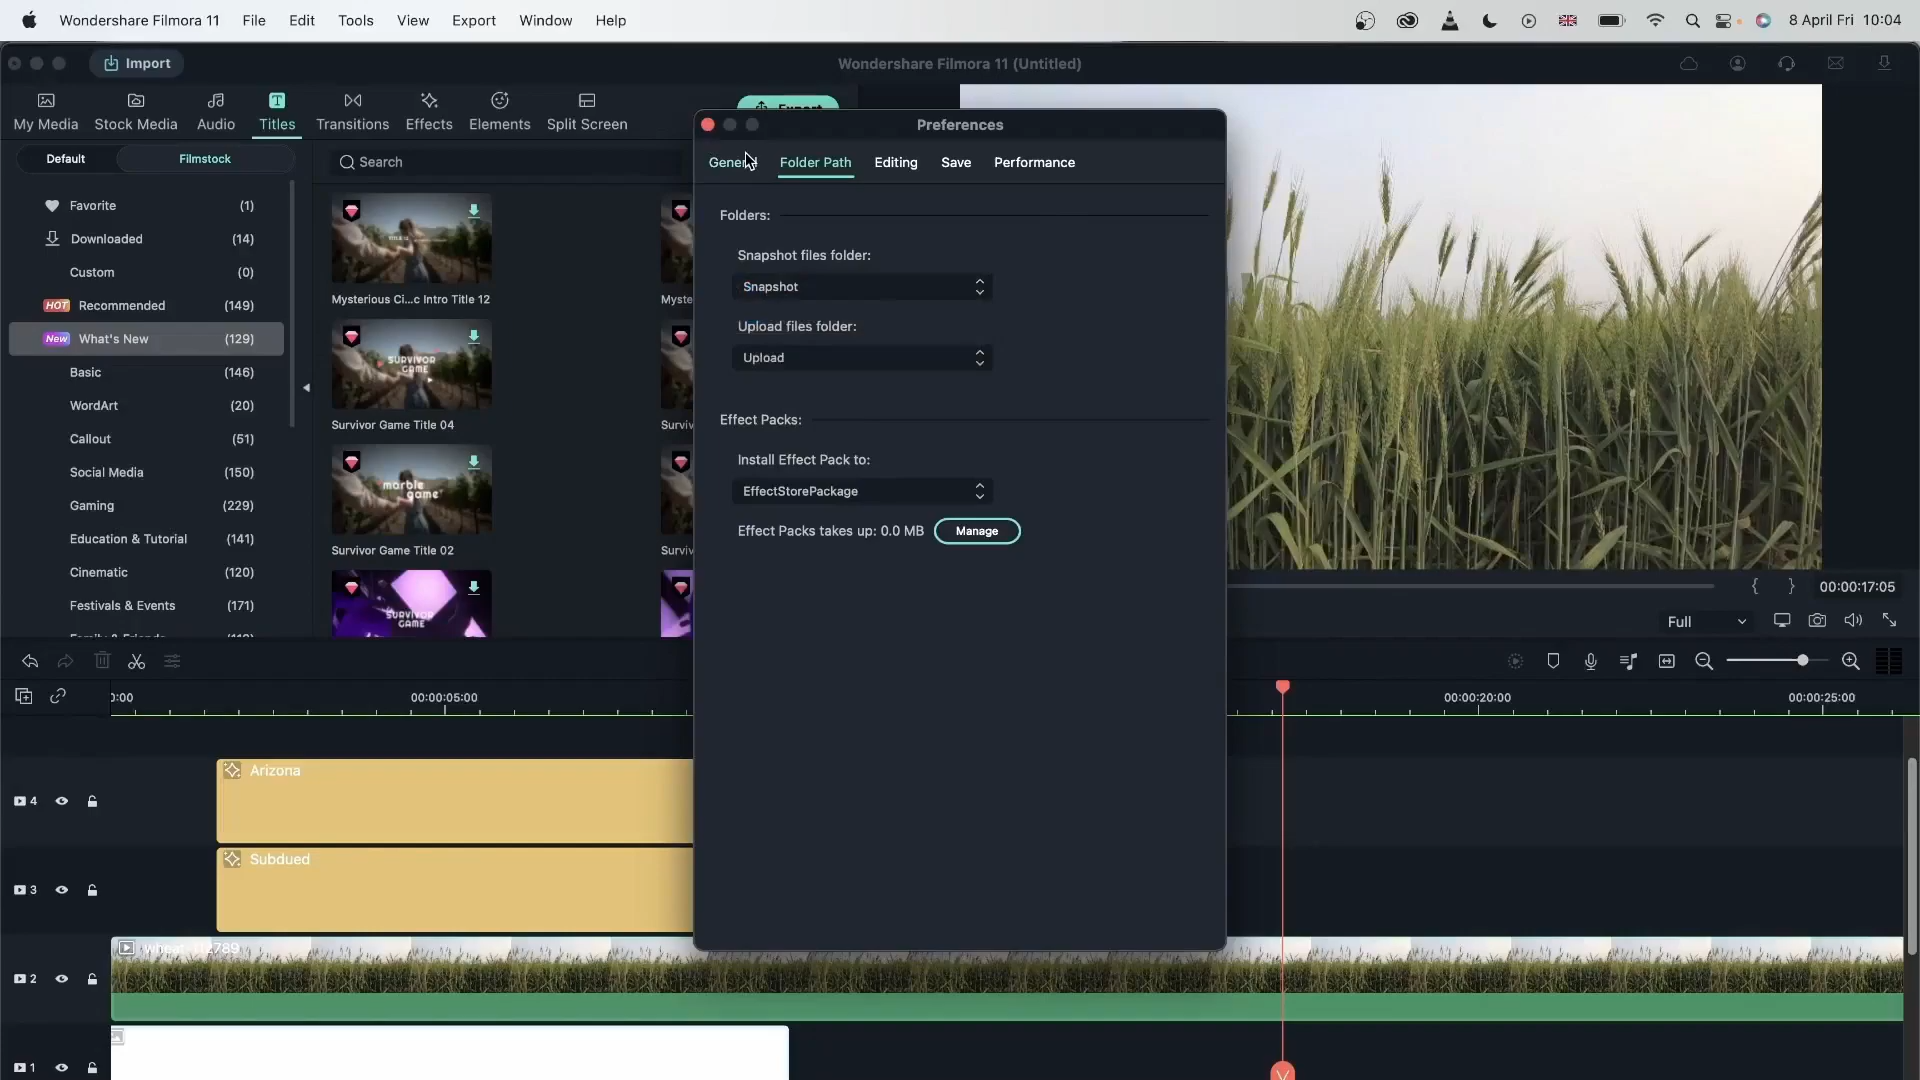 Wondershare Filmora 11 File Edit Tools View Export Window Help
8 April Fri 10:04
Import
Wondershare Filmora 11 (Untitled)
My Media Stock Media Audio Titles Transitions Effects Elements Split Screen
Export
Default Filmstock
Search
Favorite (1)
Downloaded (14)
Custom (0)
HOT Recommended (149)
New What's New (129)
Basic (146)
WordArt (20)
Callout (51)
Social Media (150)
Gaming (229)
Education & Tutorial (141)
Cinematic (120)
Festivals & Events (171)
Mysterious Ci...c Intro Title 12
Myste
SURVIVOR GAME
Survivor Game Title 04
Surviv
marble game
Survivor Game Title 02
Surviv
SURVIVOR GAME
Preferences
General Folder Path Editing Save Performance
Folders:
Snapshot files folder:
Snapshot
Upload files folder:
Upload
Effect Packs:
Install Effect Pack to:
EffectStorePackage
Effect Packs takes up: 0.0 MB Manage
{ } 00:00:17:05
Full
0:00 00:00:05:00 00:00:20:00 00:00:25:00
4 Arizona
3 Subdued
2
1